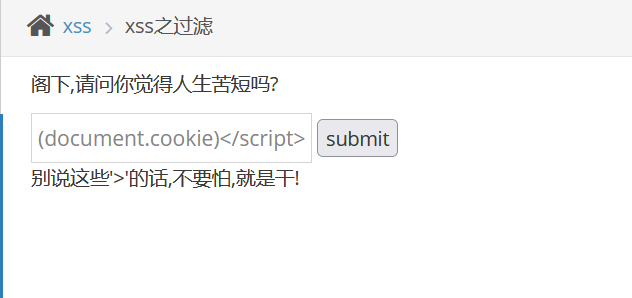 xss > xss之过滤
阁下,请问你觉得人生苦短吗?
(document.cookie)</script> submit
别说这些'>'的话,不要怕,就是干!